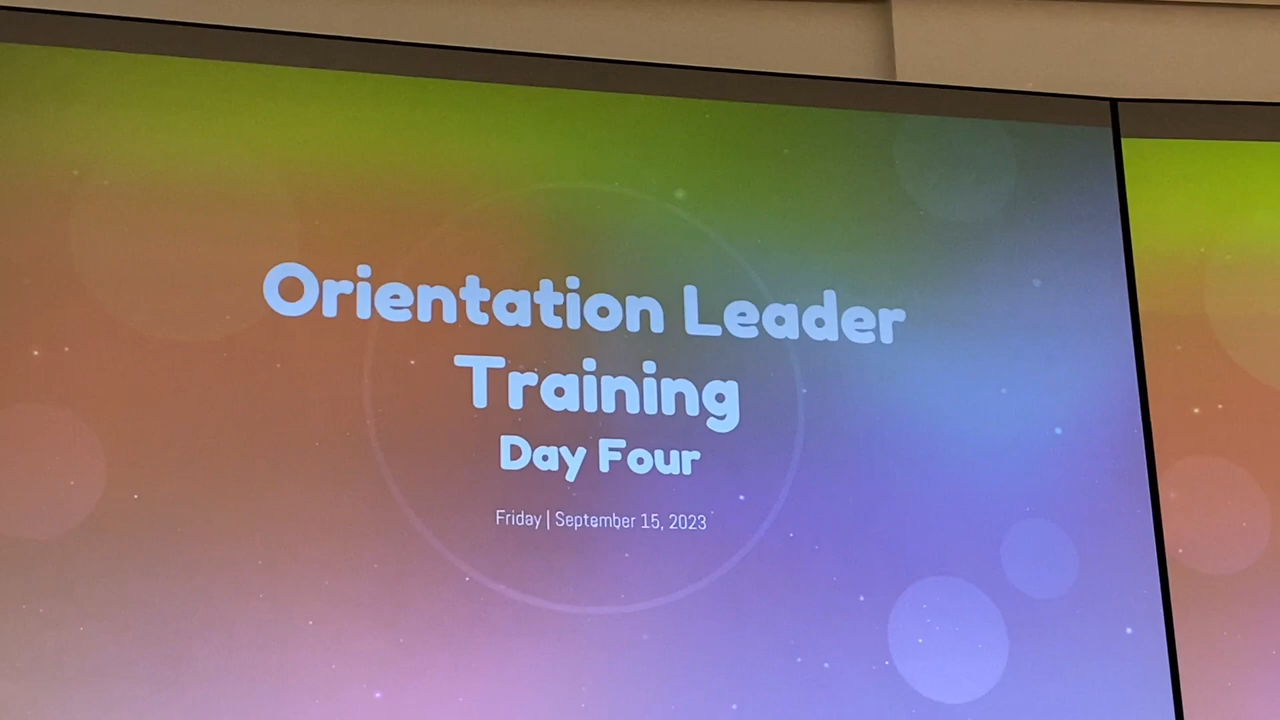 Orientation Leader
Training
Day Four
Friday | September 15, 2023